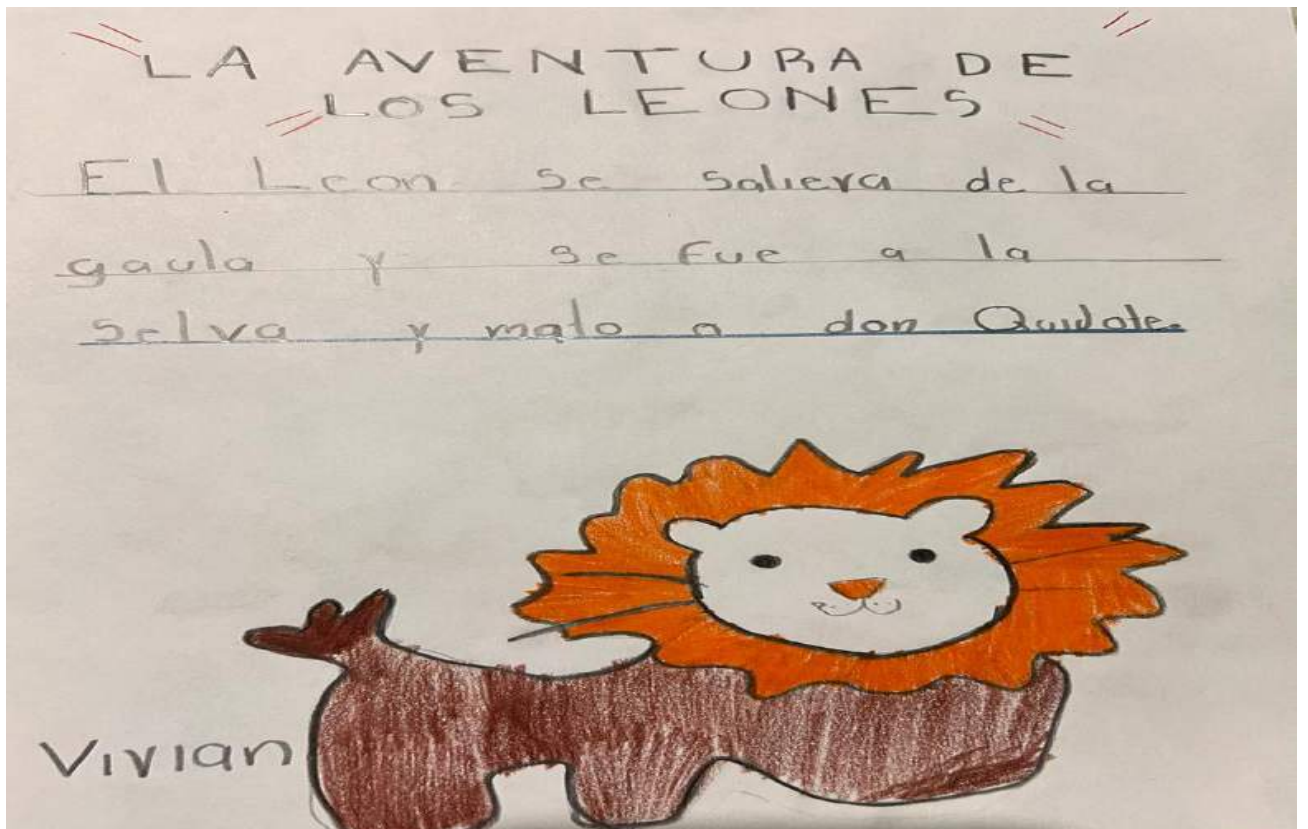 LA AVENTURA DE
LOS LEONES
El Leon se saliera de la
gaula y se fue a la
selva y mato a don Quidote.
Vivian